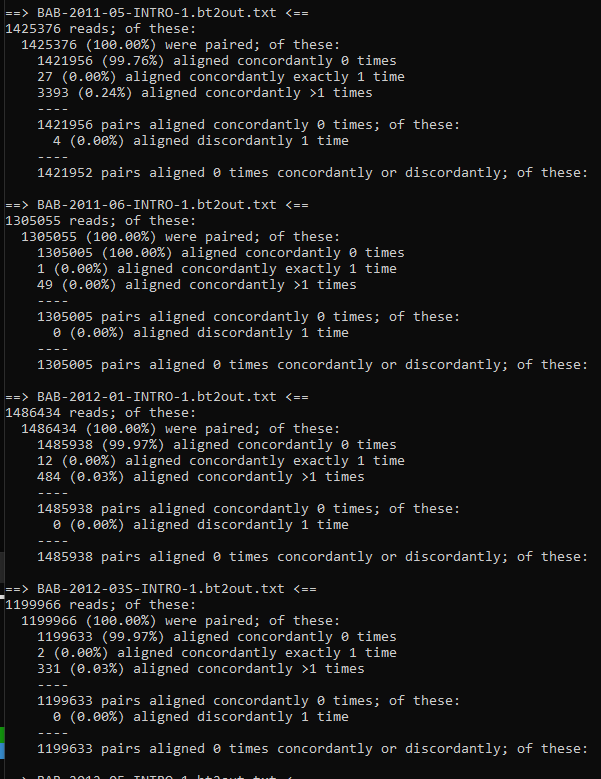 ==> BAB-2011-05-INTRO-1.bt2out.txt <==
1425376 reads; of these:
  1425376 (100.00%) were paired; of these:
    1421956 (99.76%) aligned concordantly 0 times
    27 (0.00%) aligned concordantly exactly 1 time
    3393 (0.24%) aligned concordantly >1 times
    ----
    1421956 pairs aligned concordantly 0 times; of these:
      4 (0.00%) aligned discordantly 1 time
    ----
    1421952 pairs aligned 0 times concordantly or discordantly; of these:

==> BAB-2011-06-INTRO-1.bt2out.txt <==
1305055 reads; of these:
  1305055 (100.00%) were paired; of these:
    1305005 (100.00%) aligned concordantly 0 times
    1 (0.00%) aligned concordantly exactly 1 time
    49 (0.00%) aligned concordantly >1 times
    ----
    1305005 pairs aligned concordantly 0 times; of these:
      0 (0.00%) aligned discordantly 1 time
    ----
    1305005 pairs aligned 0 times concordantly or discordantly; of these:

==> BAB-2012-01-INTRO-1.bt2out.txt <==
1486434 reads; of these:
  1486434 (100.00%) were paired; of these:
    1485938 (99.97%) aligned concordantly 0 times
    12 (0.00%) aligned concordantly exactly 1 time
    484 (0.03%) aligned concordantly >1 times
    ----
    1485938 pairs aligned concordantly 0 times; of these:
      0 (0.00%) aligned discordantly 1 time
    ----
    1485938 pairs aligned 0 times concordantly or discordantly; of these:

==> BAB-2012-03S-INTRO-1.bt2out.txt <==
1199966 reads; of these:
  1199966 (100.00%) were paired; of these:
    1199633 (99.97%) aligned concordantly 0 times
    2 (0.00%) aligned concordantly exactly 1 time
    331 (0.03%) aligned concordantly >1 times
    ----
    1199633 pairs aligned concordantly 0 times; of these:
      0 (0.00%) aligned discordantly 1 time
    ----
    1199633 pairs aligned 0 times concordantly or discordantly; of these: